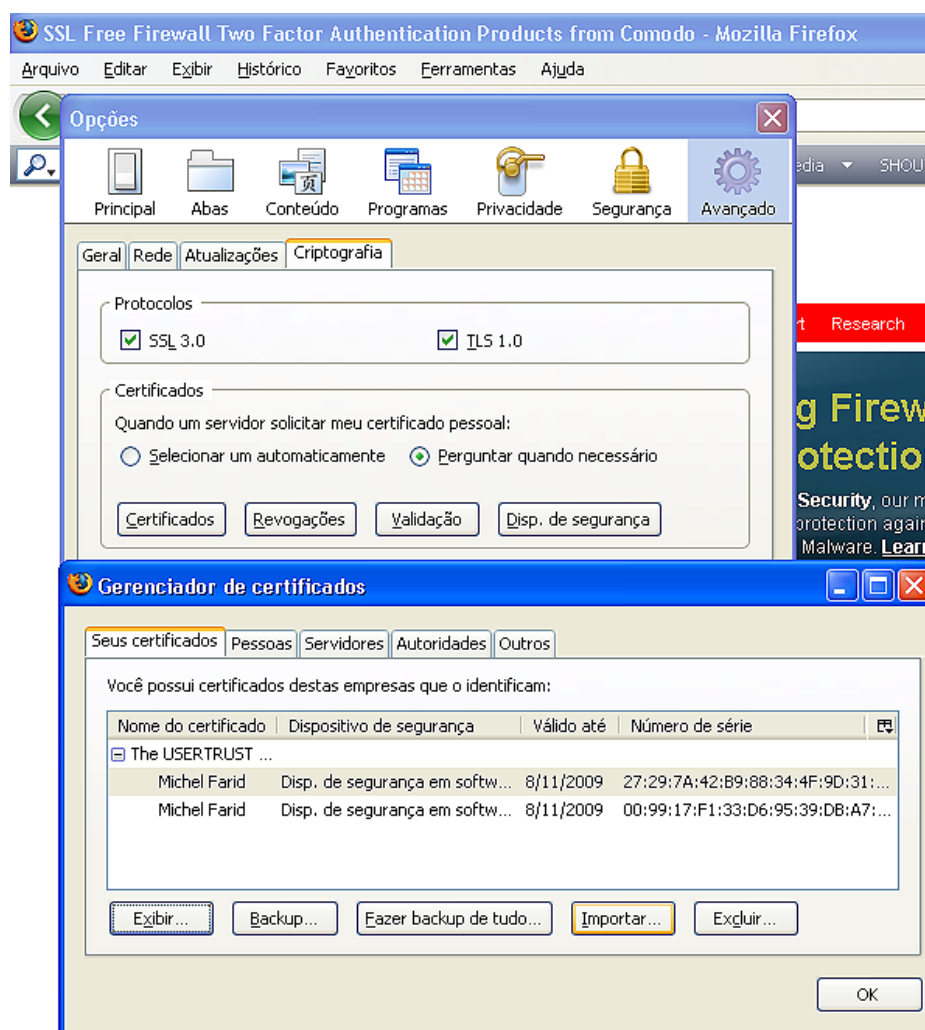 SSL Free Firewall Two Factor Authentication Products from Comodo - Mozilla Firefox
Arquivo Editar Exibir Histórico Favoritos Ferramentas Ajuda
Opções
edia SHOU
Principal Abas Conteúdo Programas Privacidade Segurança Avançado
Geral Rede Atualizações Criptografia
Protocolos
SSL 3.0 TLS 1.0
rt Research
Certificados
Quando um servidor solicitar meu certificado pessoal:
Selecionar um automaticamente Perguntar quando necessário
g Firew
otectio
Certificados Revogações Validação Disp. de segurança
Security, our m
protection again
Malware. Learn
Gerenciador de certificados
Seus certificados Pessoas Servidores Autoridades Outros
Você possui certificados destas empresas que o identificam:
Nome do certificado Dispositivo de segurança Válido até Número de série
The USERTRUST ...
Michel Farid Disp. de segurança em softw... 8/11/2009 27:29:7A:42:B9:88:34:4F:9D:31:...
Michel Farid Disp. de segurança em softw... 8/11/2009 00:99:17:F1:33:D6:95:39:DB:A7:...
Exibir... Backup... Fazer backup de tudo... Importar... Excluir...
OK